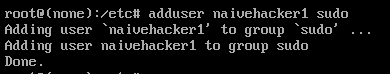 root@(none):/etc# adduser naivehacker1 sudo
Adding user `naivehacker1' to group `sudo' ...
Adding user naivehacker1 to group sudo
Done.